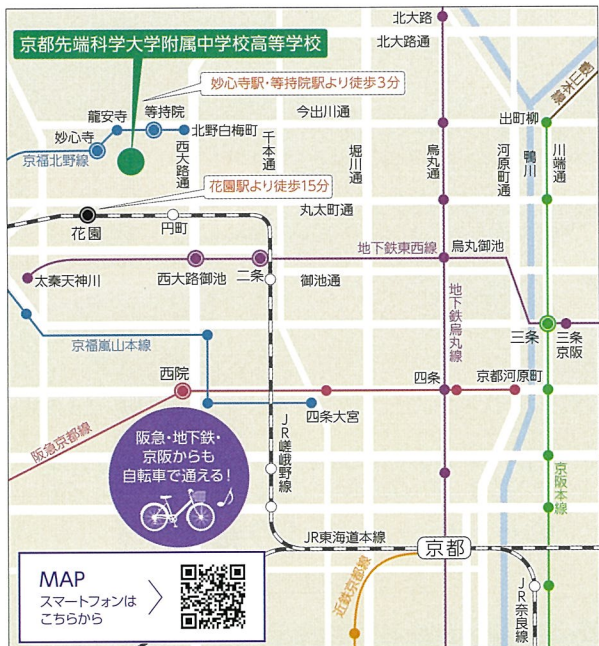 京都先端科学大学附属中学校高等学校
北大路
北大路通
叡山本線
妙心寺駅・等持院駅より徒歩3分
出町柳
龍安寺
等持院
今出川通
妙心寺
北野白梅町
京福北野線
西大路通
千本通
堀川通
烏丸通
河原町通
鴨川
川端通
花園駅より徒歩15分
丸太町通
花園
円町
地下鉄東西線
烏丸御池
太秦天神川
西大路御池
二条
御池通
地下鉄烏丸線
京福嵐山本線
三条
三条京阪
西院
四条
京都河原町
四条大宮
阪急京都線
JR嵯峨野線
阪急・地下鉄・
京阪からも
自転車で通える!
京阪本線
JR東海道本線
京都
近鉄京都線
JR奈良線
MAP
スマートフォンは
こちらから